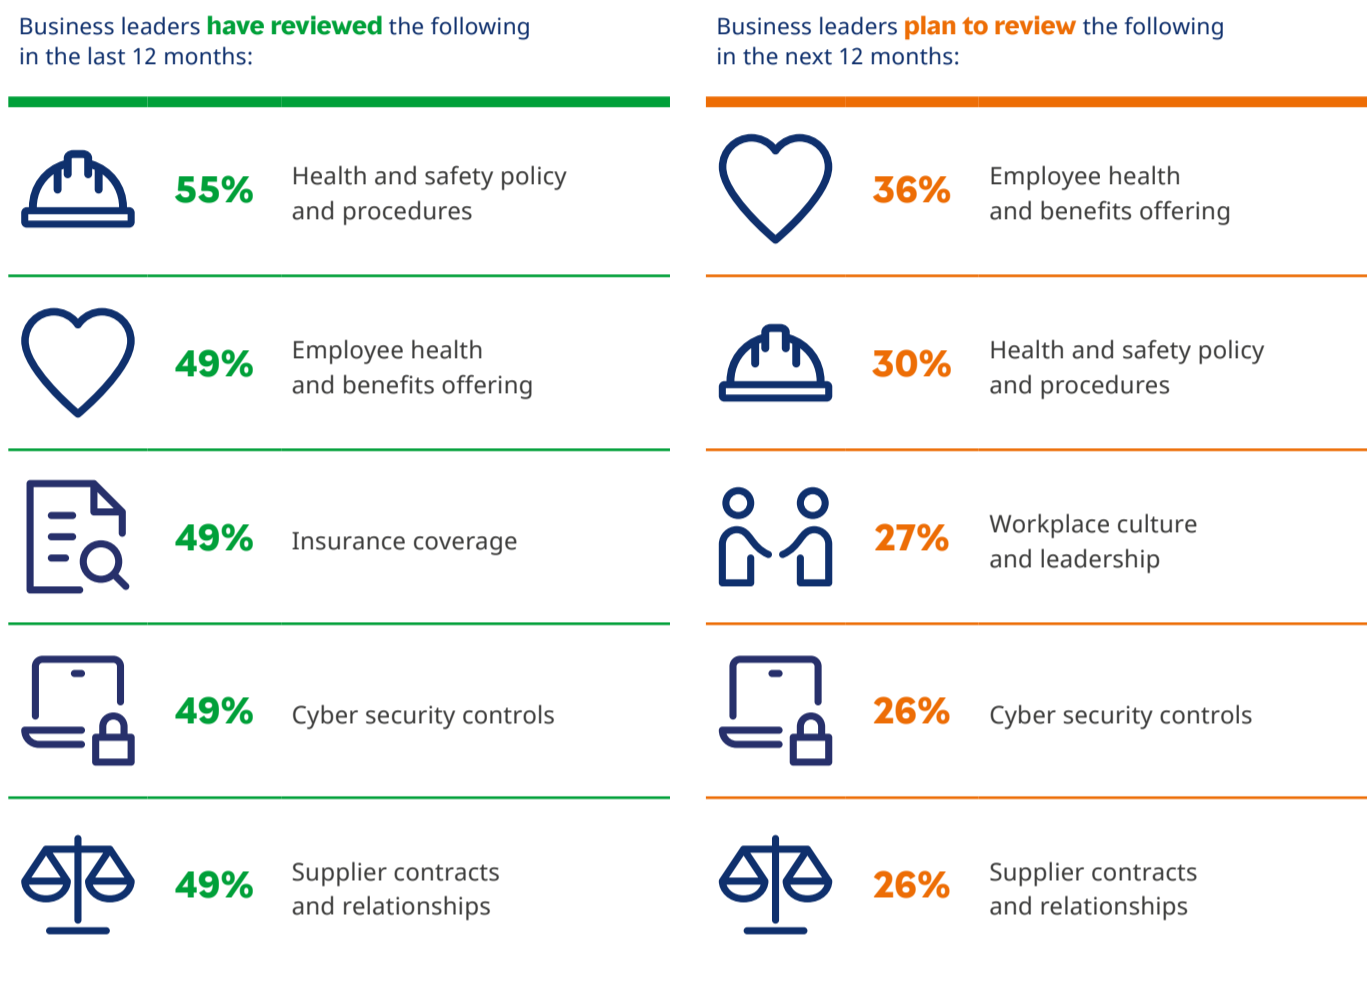 Business leaders have reviewed the following
in the last 12 months:
55%
Health and safety policy
and procedures
49%
Employee health
and benefits offering
49%
Insurance coverage
49%
Cyber security controls
49%
Supplier contracts
and relationships
Business leaders plan to review the following
in the next 12 months:
36%
Employee health
and benefits offering
30%
Health and safety policy
and procedures
27%
Workplace culture
and leadership
26%
Cyber security controls
26%
Supplier contracts
and relationships